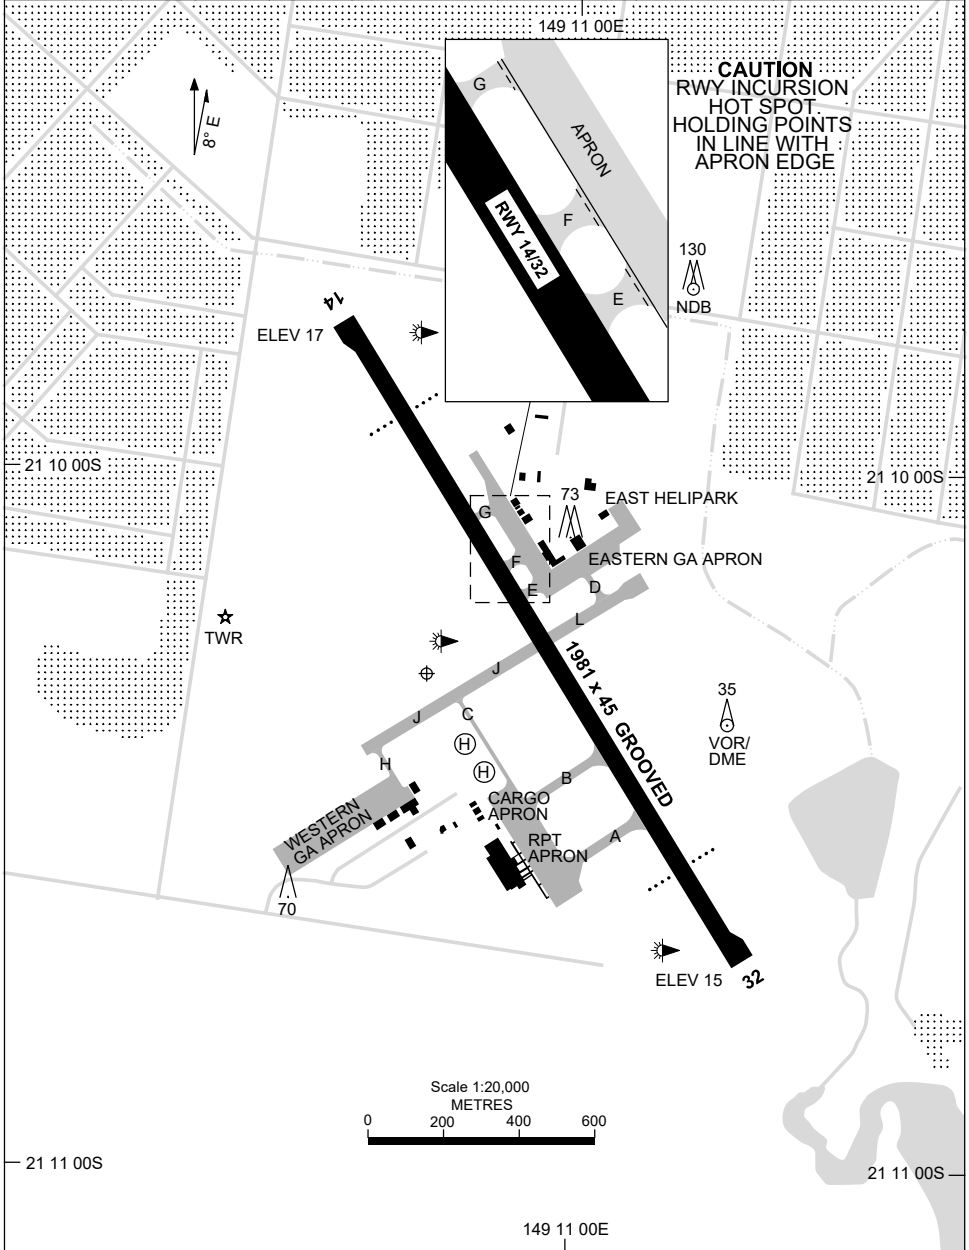 149 11 00E
CAUTION
RWY INCURSION
HOT SPOT.
HOLDING POINTS
IN LINE WITH
APRON EDGE
8° E
G
APRON
F
RWY 14/32
E
130
NDB
14
ELEV 17
21 10 00S
21 10 00S
73
EAST HELIPARK
G
EASTERN GA APRON
F
E
D
L
TWR
J
1981 x 45 GROOVED
35
VOR/
DME
J
C
H
H
H
B
CARGO
APRON
WESTERN
GA APRON
RPT
APRON
A
70
ELEV 15
32
Scale 1:20,000
METRES
0 200 400 600
21 11 00S
21 11 00S
149 11 00E